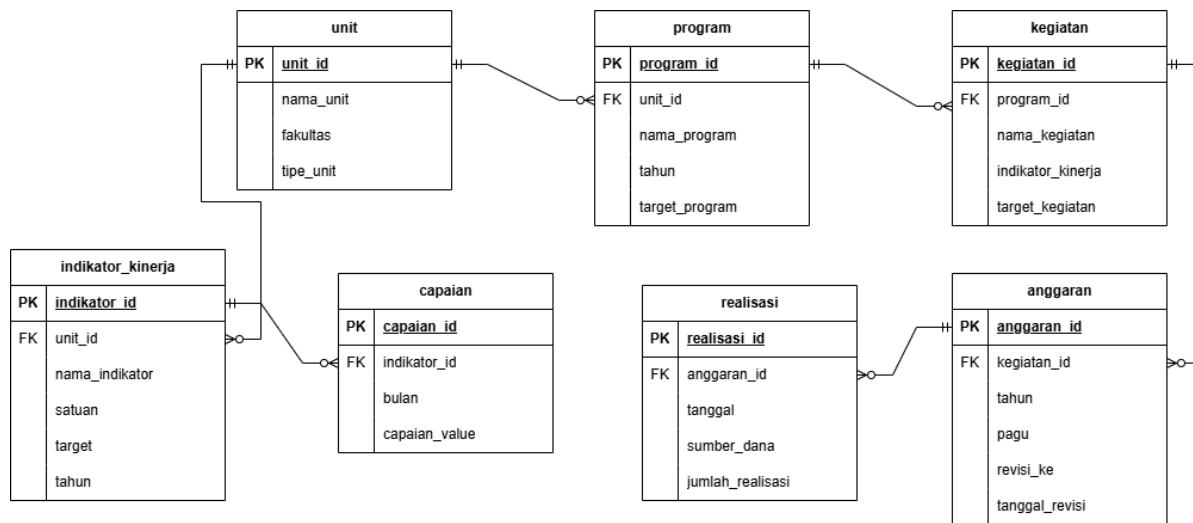 unit
PK unit_id
nama_unit
fakultas
tipe_unit
program
PK program_id
FK unit_id
nama_program
tahun
target_program
kegiatan
PK kegiatan_id
FK program_id
nama_kegiatan
indikator_kinerja
target_kegiatan
indikator_kinerja
PK indikator_id
FK unit_id
nama_indikator
satuan
target
tahun
capaian
PK capaian_id
FK indikator_id
bulan
capaian_value
realisasi
PK realisasi_id
FK anggaran_id
tanggal
sumber_dana
jumlah_realisasi
anggaran
PK anggaran_id
FK kegiatan_id
tahun
pagu
revisi_ke
tanggal_revisi